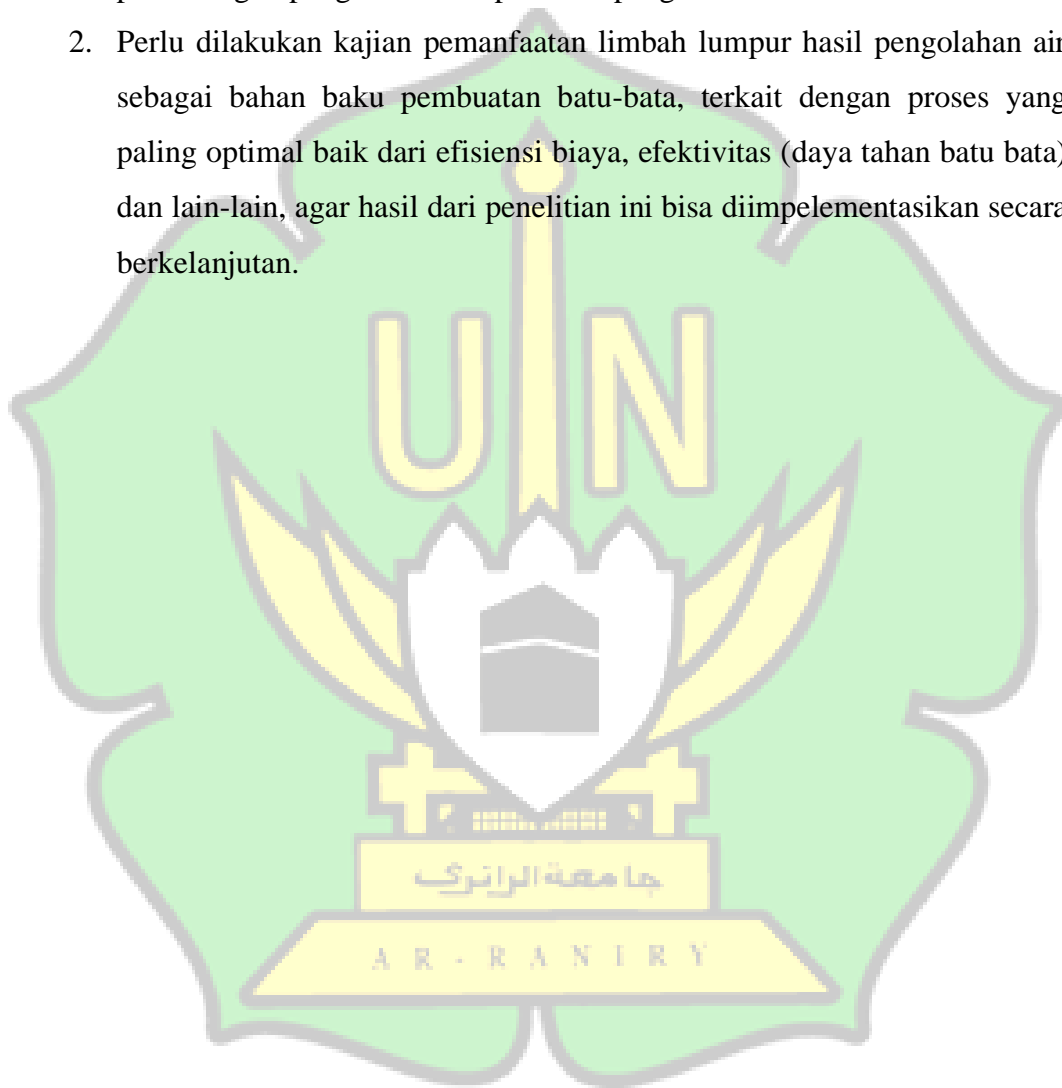 2. Perlu dilakukan kajian pemanfaatan limbah lumpur hasil pengolahan air
sebagai bahan baku pembuatan batu-bata, terkait dengan proses yang
paling optimal baik dari efisiensi biaya, efektivitas (daya tahan batu bata)
dan lain-lain, agar hasil dari penelitian ini bisa diimpelementasikan secara
berkelanjutan.
U N
جامعة الرانري
AR-RANIRY